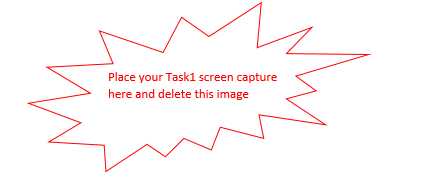 Place your Task1 screen capture
here and delete this image